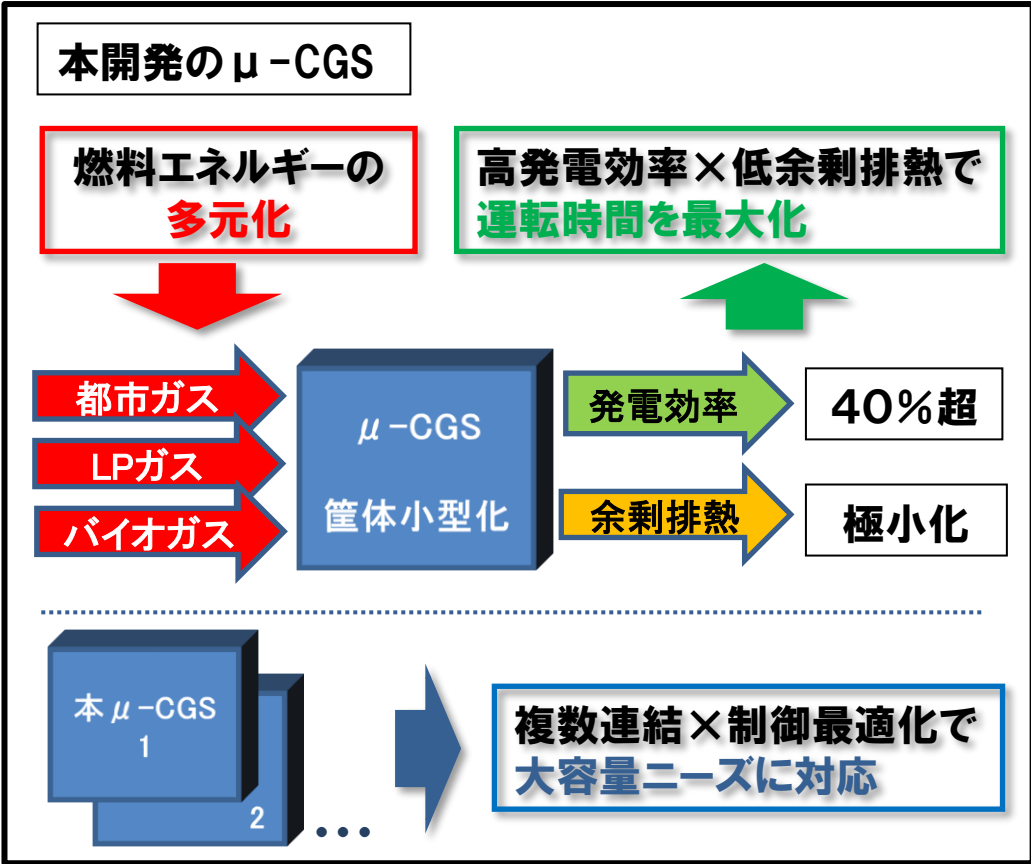 本開発のμ-CGS
燃料エネルギーの
多元化
高発電効率×低余剰排熱で
運転時間を最大化
都市ガス
LPガス
バイオガス
μ-CGS
筐体小型化
発電効率
40%超
余剰排熱
極小化
本μ-CGS
1
2
...
複数連結×制御最適化で
大容量ニーズに対応